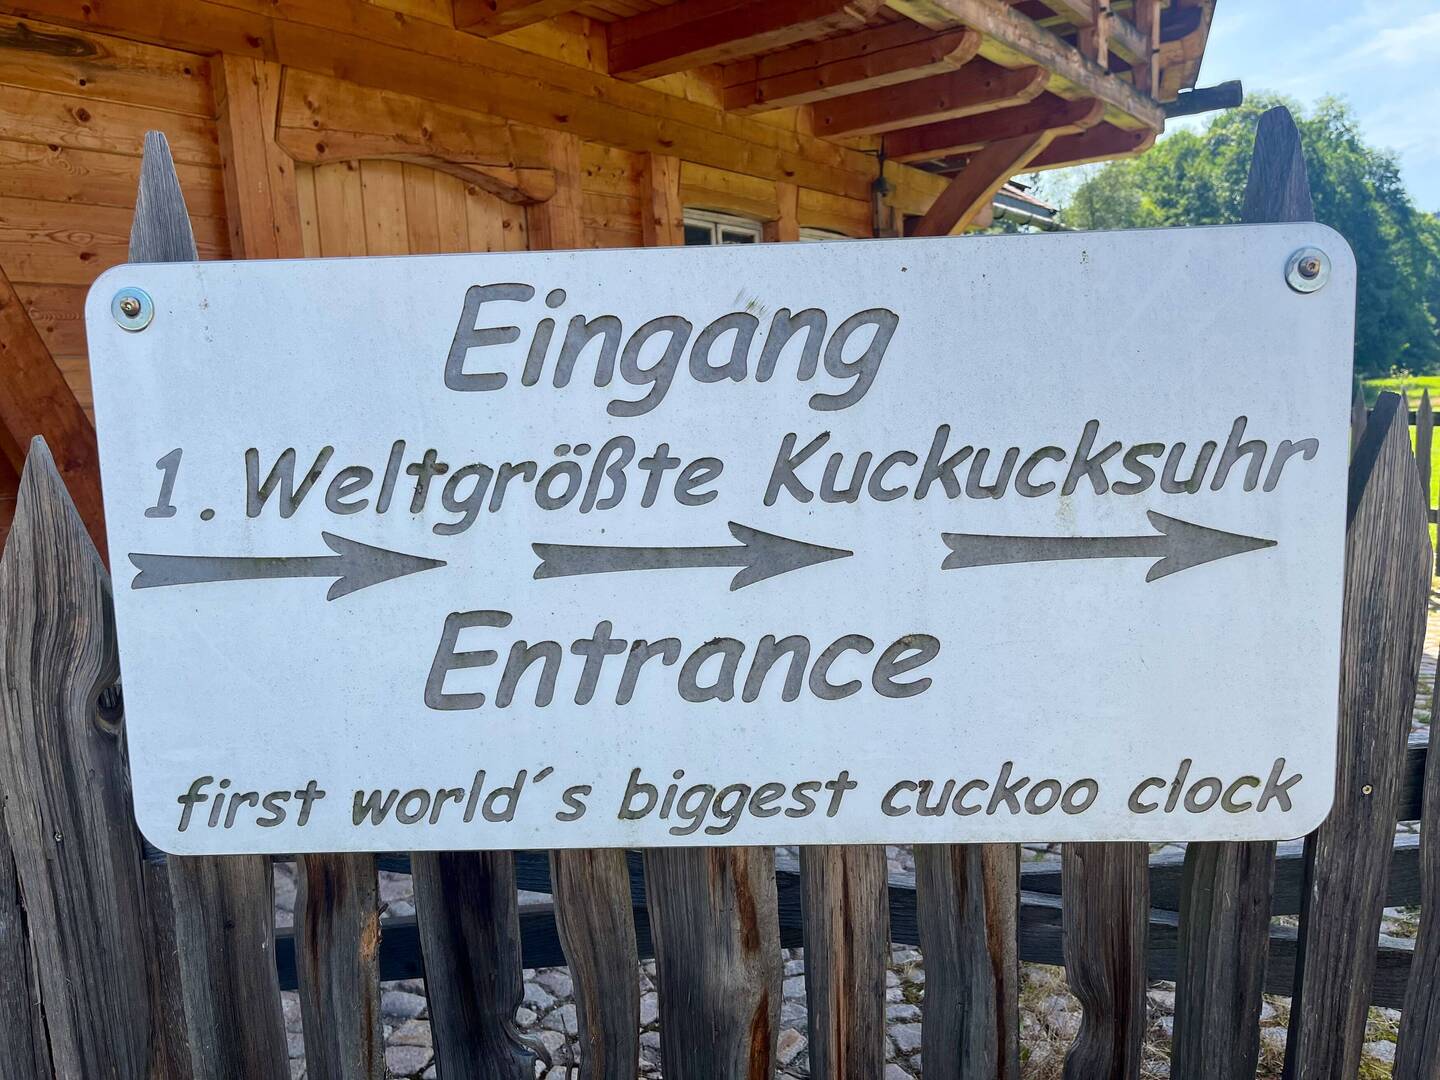 Eingang
1. Weltgrößte Kuckucksuhr
Entrance
first world´s biggest cuckoo clock